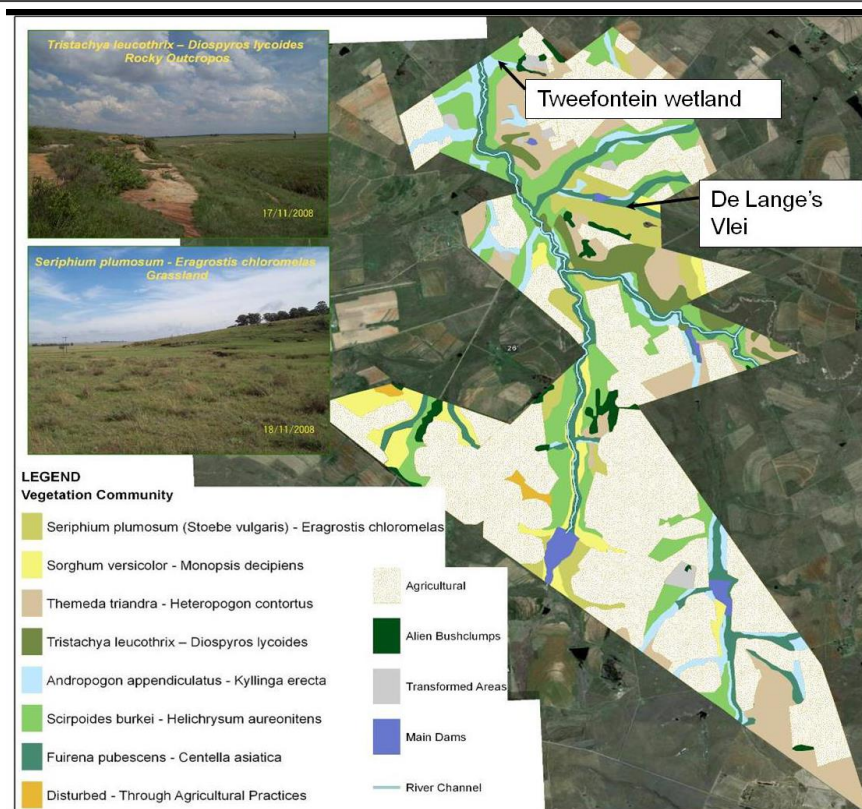 Tristachya leucothrix – Diospyros lycoides
Rocky Outcropos
17/11/2008
Seriphium plumosum - Eragrostis chloromelas
Grassland
18/11/2008
Tweefontein wetland
De Lange's
Vlei
LEGEND
Vegetation Community
Seriphium plumosum (Stoebe vulgaris) - Eragrostis chloromelas
Sorghum versicolor - Monopsis decipiens
Themeda triandra - Heteropogon contortus
Tristachya leucothrix – Diospyros lycoides
Andropogon appendiculatus - Kyllinga erecta
Scirpoides burkei - Helichrysum aureonitens
Fuirena pubescens - Centella asiatica
Disturbed - Through Agricultural Practices
Agricultural
Alien Bushclumps
Transformed Areas
Main Dams
River Channel